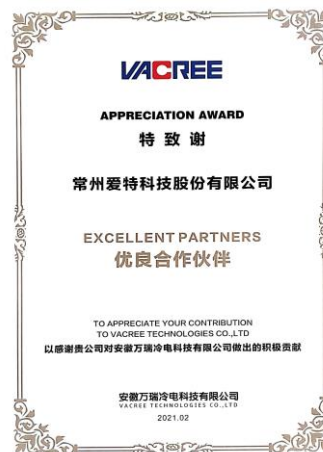 VACREE
APPRECIATION AWARD
特致谢
常州爱特科技股份有限公司
EXCELLENT PARTNERS
优良合作伙伴
TO APPRECIATE YOUR CONTRIBUTION
TO VACREE TECHNOLOGIES CO.,LTD
以感谢贵公司对安徽万瑞冷电科技有限公司做出的积极贡献
安徽万瑞冷电科技有限公司
VACREE TECHNOLOGIES CO.,LTD
2021.02